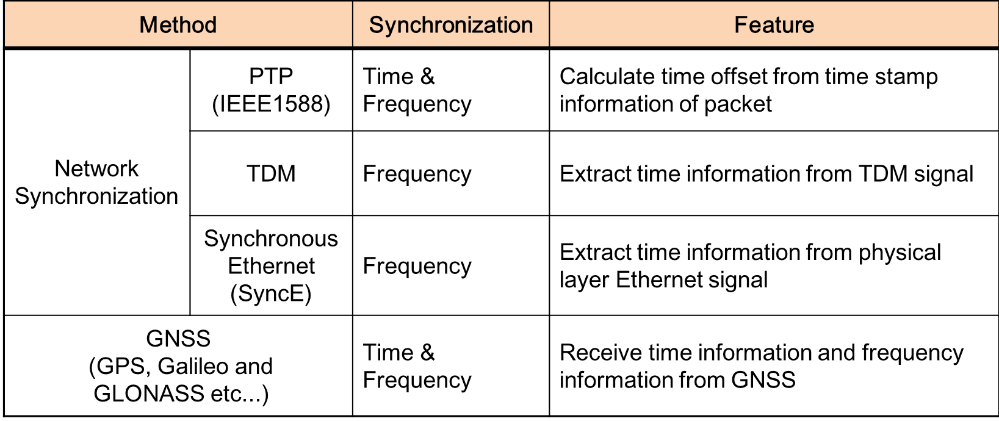 Method
Synchronization
Feature
Network
Synchronization
PTP
(IEEE1588)
Time &
Frequency
Calculate time offset from time stamp
information of packet
TDM
Frequency
Extract time information from TDM signal
Synchronous
Ethernet
(SyncE)
Frequency
Extract time information from physical
layer Ethernet signal
GNSS
(GPS, Galileo and
GLONASS etc...)
Time &
Frequency
Receive time information and frequency
information from GNSS